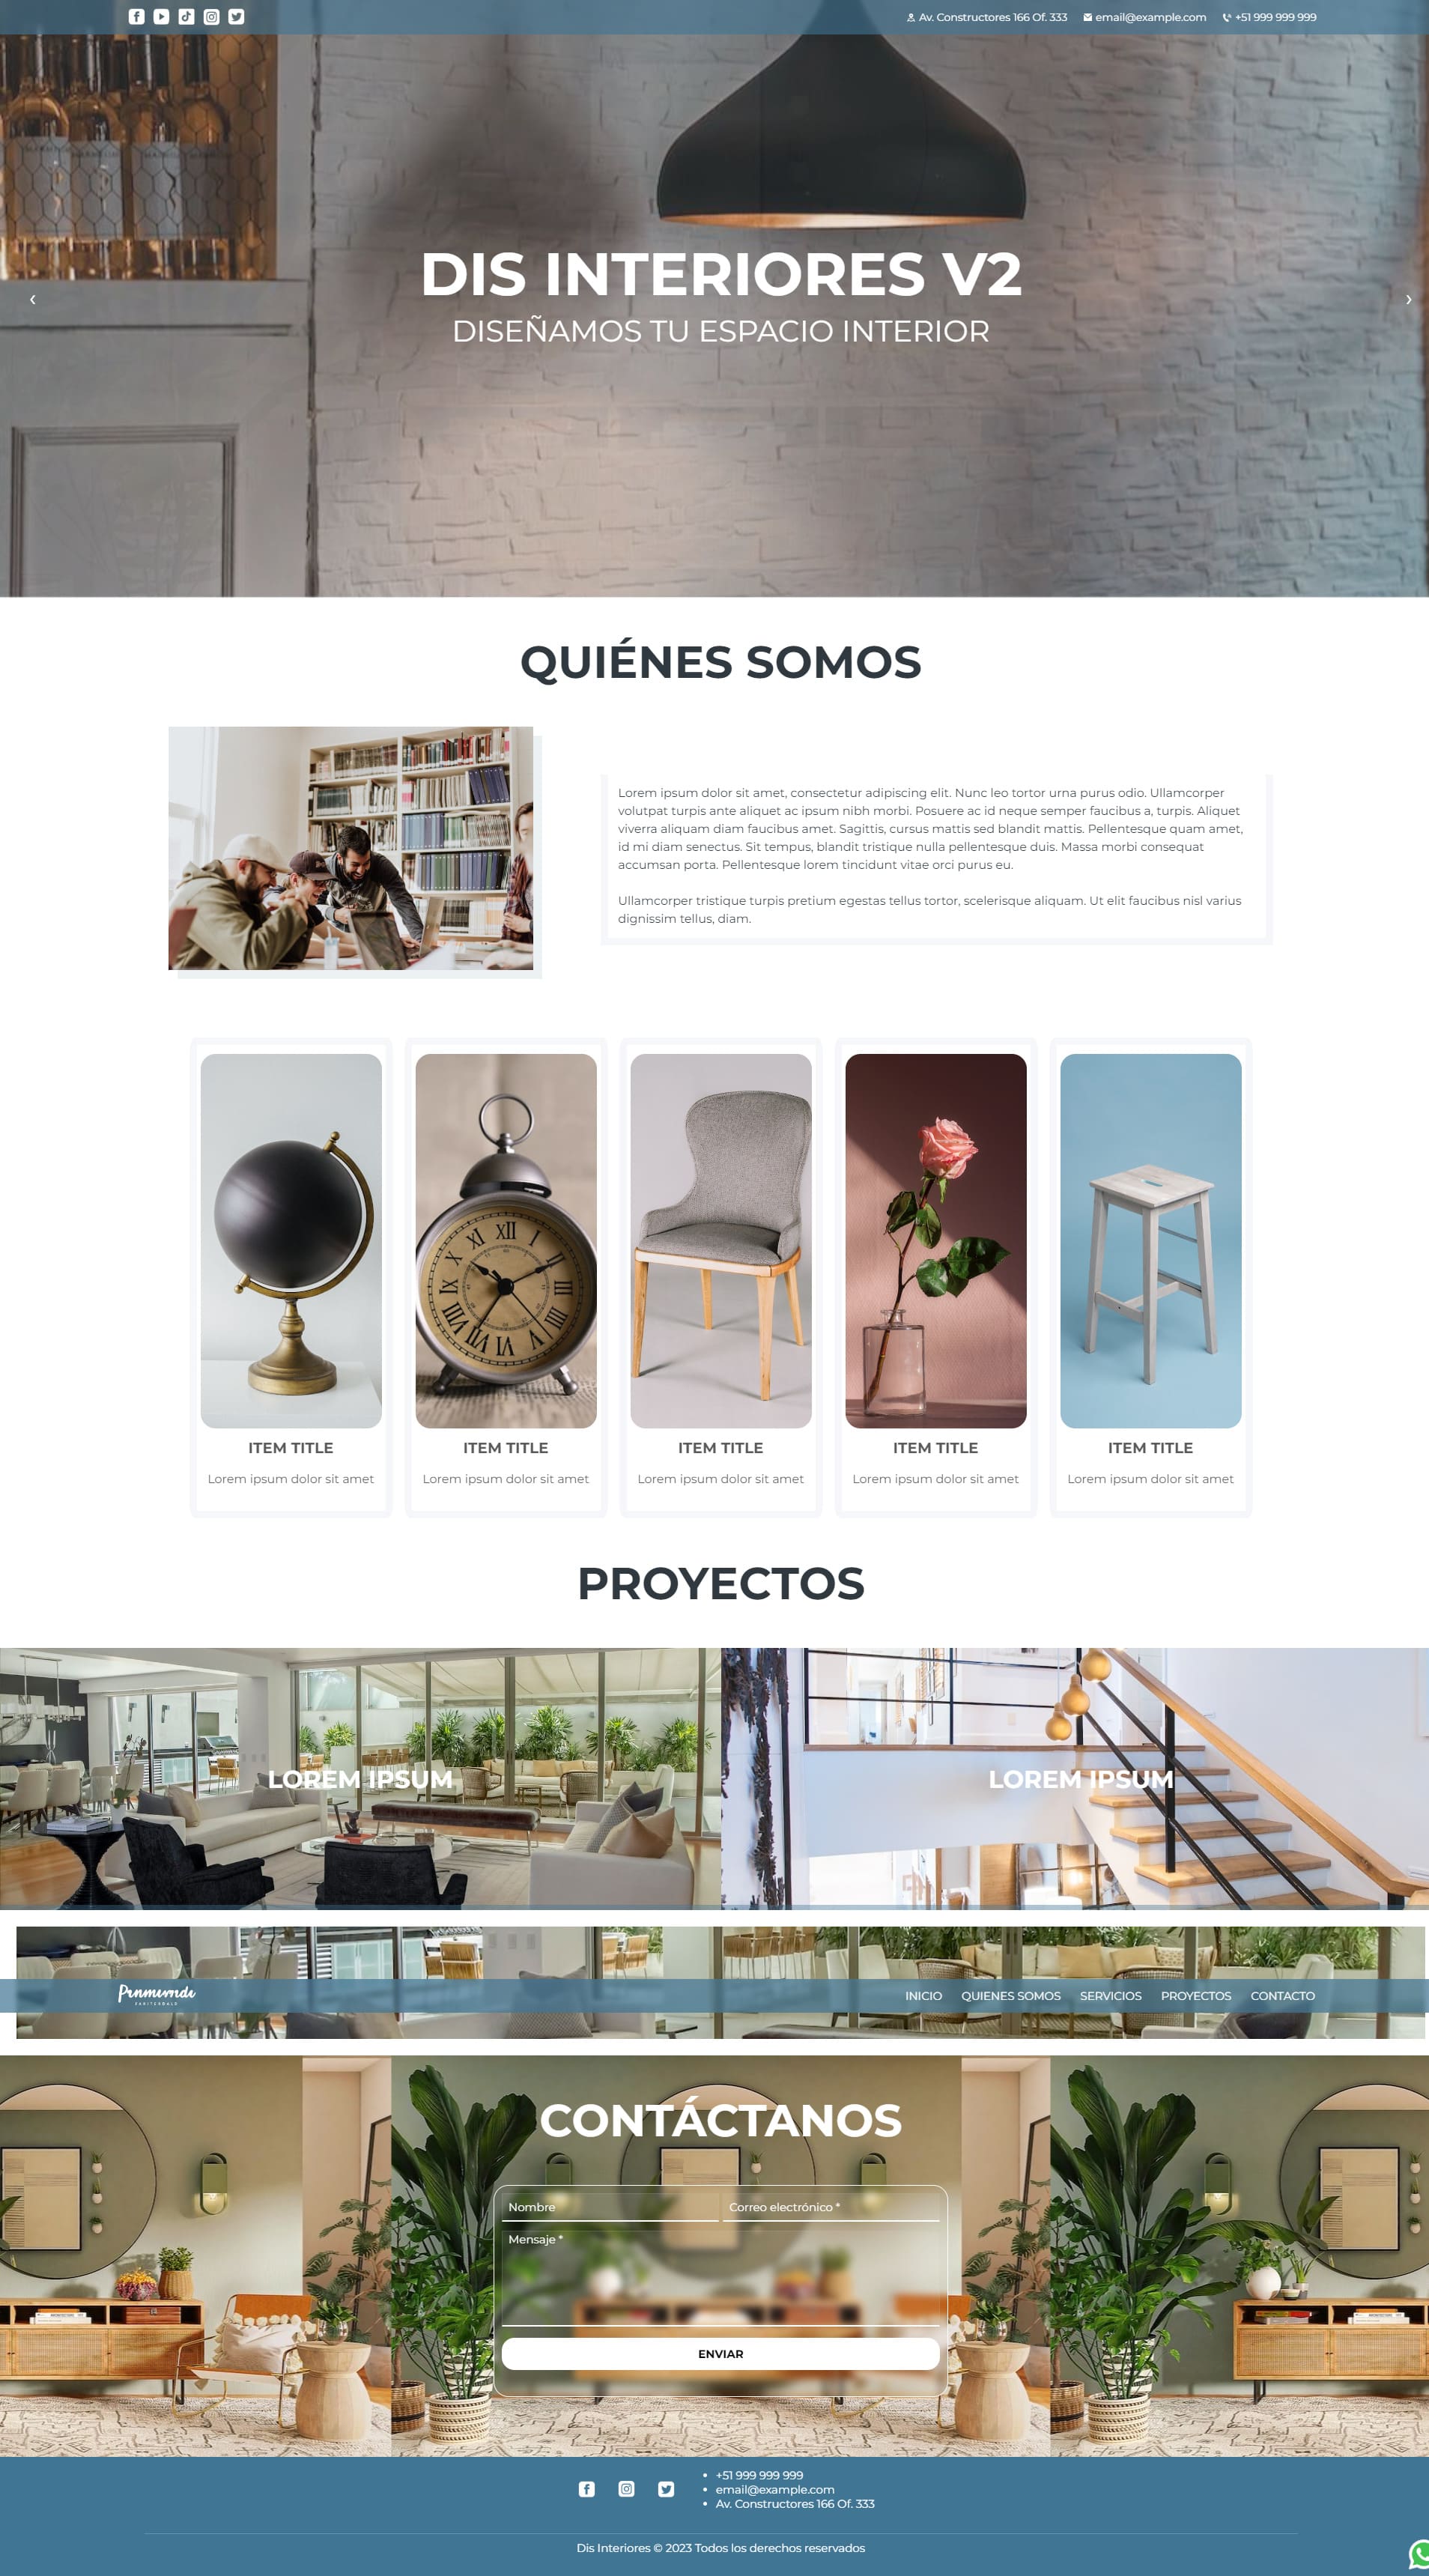 Av. Constructores 166 Of. 333 email@example.com +51 999 999 999
DIS INTERIORES V2
DISEÑAMOS TU ESPACIO INTERIOR
QUIÉNES SOMOS
Lorem ipsum dolor sit amet, consectetur adipiscing elit. Nunc leo tortor urna purus odio. Ullamcorper
volutpat turpis ante aliquet ac ipsum nibh morbi. Posuere ac id neque semper faucibus a, turpis. Aliquet
viverra aliquam diam faucibus amet. Sagittis, cursus mattis sed blandit mattis. Pellentesque quam amet,
id mi diam senectus. Sit tempus, blandit tristique nulla pellentesque duis. Massa morbi consequat
accumsan porta. Pellentesque lorem tincidunt vitae orci purus eu.
Ullamcorper tristique turpis pretium egestas tellus tortor, scelerisque aliquam. Ut elit faucibus nisl varius
dignissim tellus, diam.
XII
ITEM TITLE
Lorem ipsum dolor sit amet
ITEM TITLE
Lorem ipsum dolor sit amet
ITEM TITLE
Lorem ipsum dolor sit amet
ITEM TITLE
Lorem ipsum dolor sit amet
ITEM TITLE
Lorem ipsum dolor sit amet
PROYECTOS
LOREM IPSUM
LOREM IPSUM
INICIO QUIENES SOMOS SERVICIOS PROYECTOS CONTACTO
CONTÁCTANOS
Nombre
Correo electrónico *
Mensaje *
ENVIAR
+51 999 999 999
email@example.com
Av. Constructores 166 Of. 333
Dis Interiores © 2023 Todos los derechos reservados